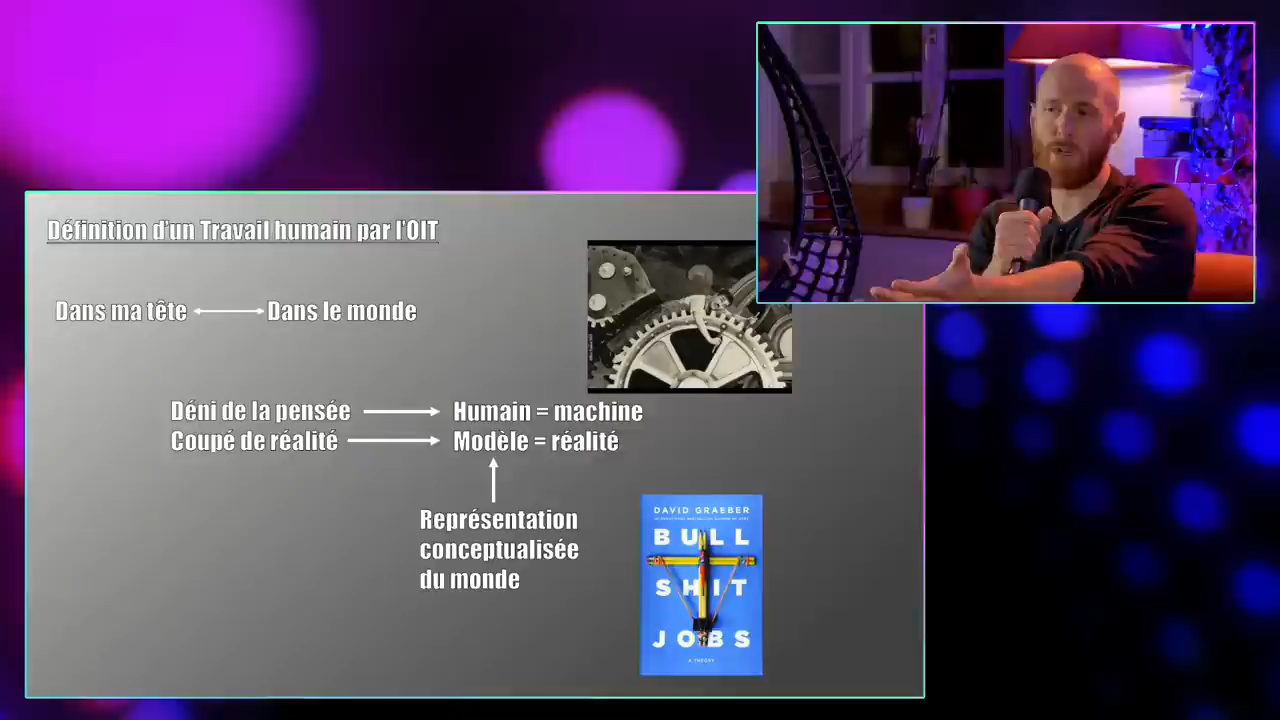 Définition d'un Travail humain par l'OIT
Dans ma tête
Dans le monde
Déni de la pensée
Humain = machine
Coupé de réalité
Modèle = réalité
Représentation
conceptualisée
du monde
DAVID GRAEBER
BULL
SHIT
JOBS
A THEORY